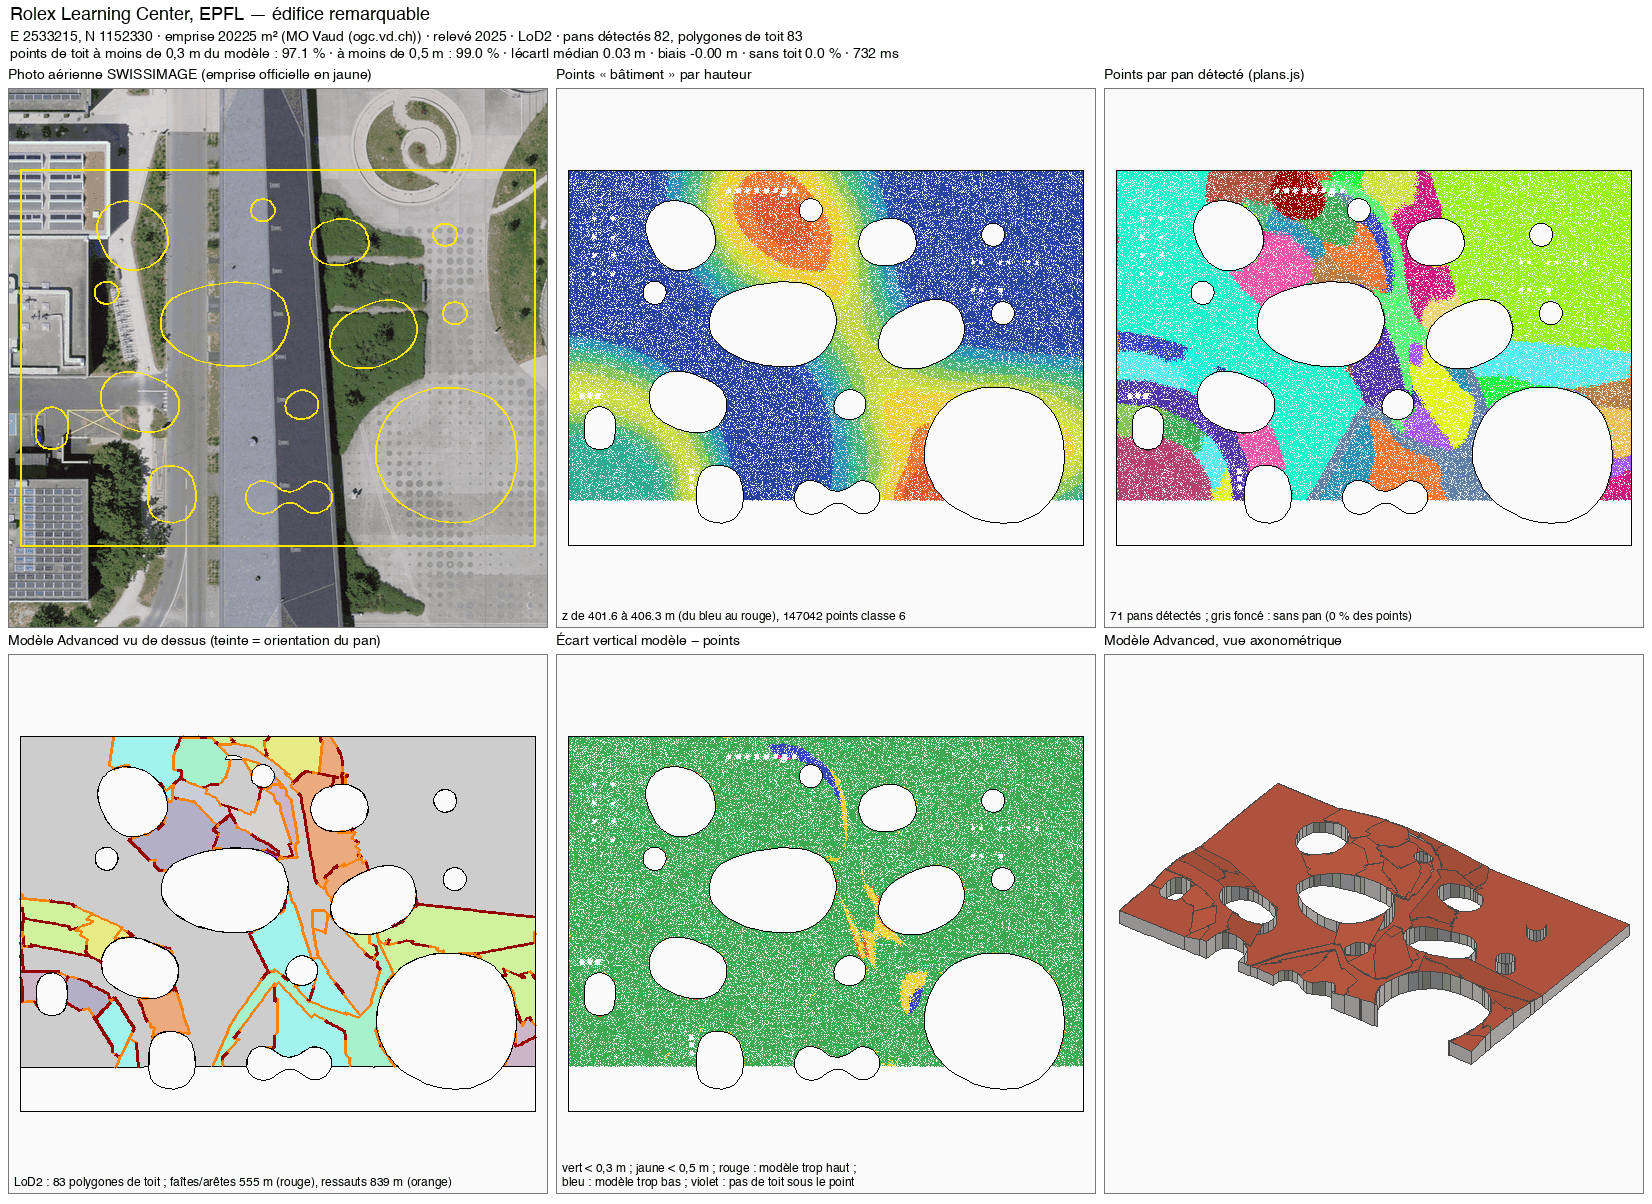 Rolex Learning Center, EPFL — édifice remarquable
E 2533215, N 1152330 · emprise 20225 m² (MO Vaud (ogc.vd.ch)) · relevé 2025 · LoD2 · pans détectés 82, polygones de toit 83
points de toit à moins de 0,3 m du modèle : 97.1 % · à moins de 0,5 m : 99.0 % · |écart| médian 0.03 m · biais -0.00 m · sans toit 0.0 % · 732 ms
Photo aérienne SWISSIMAGE (emprise officielle en jaune)
Points « bâtiment » par hauteur
Points par pan détecté (plans.js)
z de 401.6 à 406.3 m (du bleu au rouge), 147042 points classe 6
71 pans détectés ; gris foncé : sans pan (0 % des points)
Modèle Advanced vu de dessus (teinte = orientation du pan)
Écart vertical modèle – points
Modèle Advanced, vue axonométrique
LoD2 : 83 polygones de toit ; faîtes/arêtes 555 m (rouge), ressauts 839 m (orange)
vert < 0,3 m ; jaune < 0,5 m ; rouge : modèle trop haut ;
bleu : modèle trop bas ; violet : pas de toit sous le point